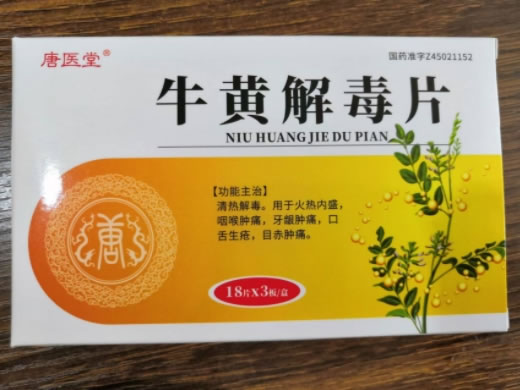 唐医堂®
国药准字Z45021152
牛黄解毒片
NIU HUANG JIE DU PIAN
【功能主治】
清热解毒。用于火热内盛，
咽喉肿痛，牙龈肿痛，口
舌生疮，目赤肿痛。
唐
18片x3板/盒